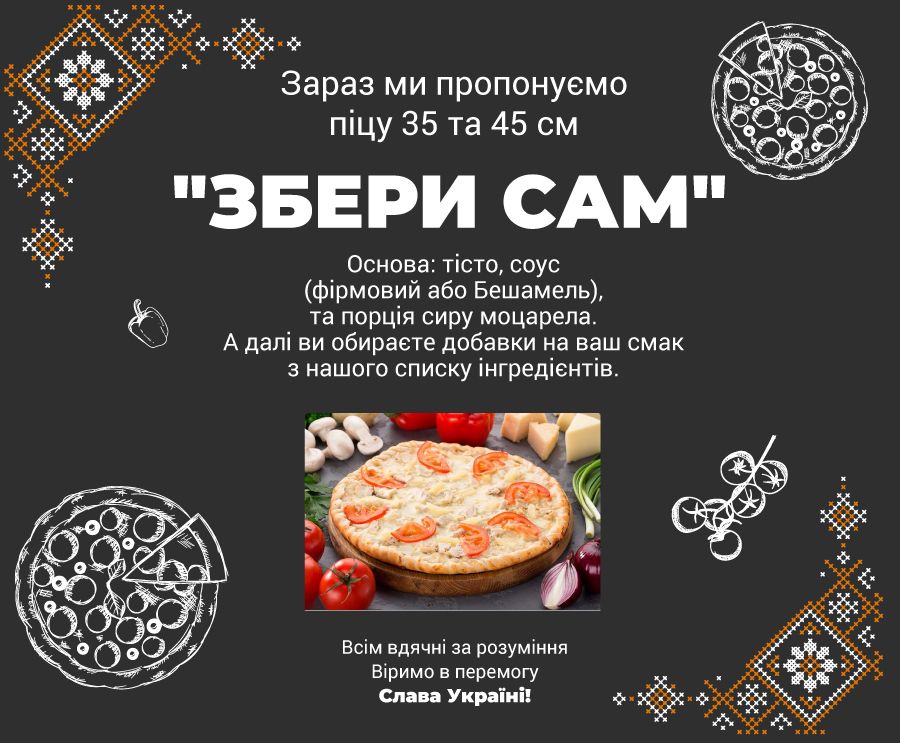 Зараз ми пропонуємо
піцу 35 та 45 см
"ЗБЕРИ САМ"
Основа: тісто, соус
(фірмовий або Бешамель),
та порція сиру моцарела.
А далі ви обираєте добавки на ваш смак
з нашого списку інгредієнтів.
Всім вдячні за розуміння
Віримо в перемогу
Слава Україні!